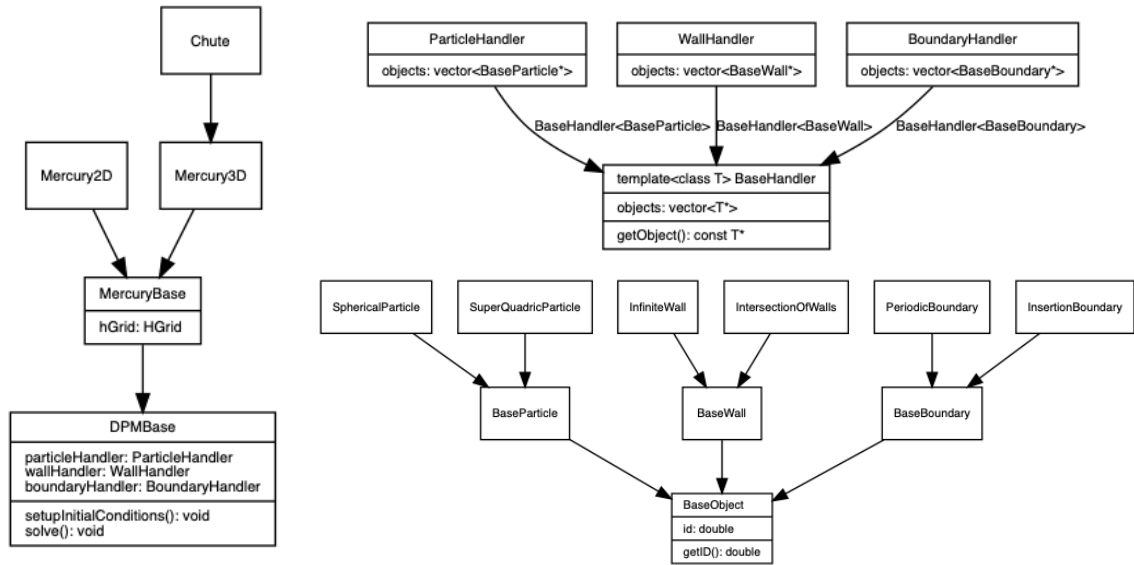 Chute
Mercury2D
Mercury3D
MercuryBase
hGrid: HGrid
DPMBase
particleHandler: ParticleHandler
wallHandler: WallHandler
boundaryHandler: BoundaryHandler
setupInitialConditions(): void
solve(): void
ParticleHandler
objects: vector<BaseParticle*>
WallHandler
objects: vector<BaseWall*>
BoundaryHandler
objects: vector<BaseBoundary*>
BaseHandler<BaseParticle>
BaseHandler<BaseWall>
BaseHandler<BaseBoundary>
template<class T> BaseHandler
objects: vector<T*>
getObject(): const T*
SphericalParticle
SuperQuadricParticle
InfiniteWall
IntersectionOfWalls
PeriodicBoundary
InsertionBoundary
BaseParticle
BaseWall
BaseBoundary
BaseObject
id: double
getID(): double